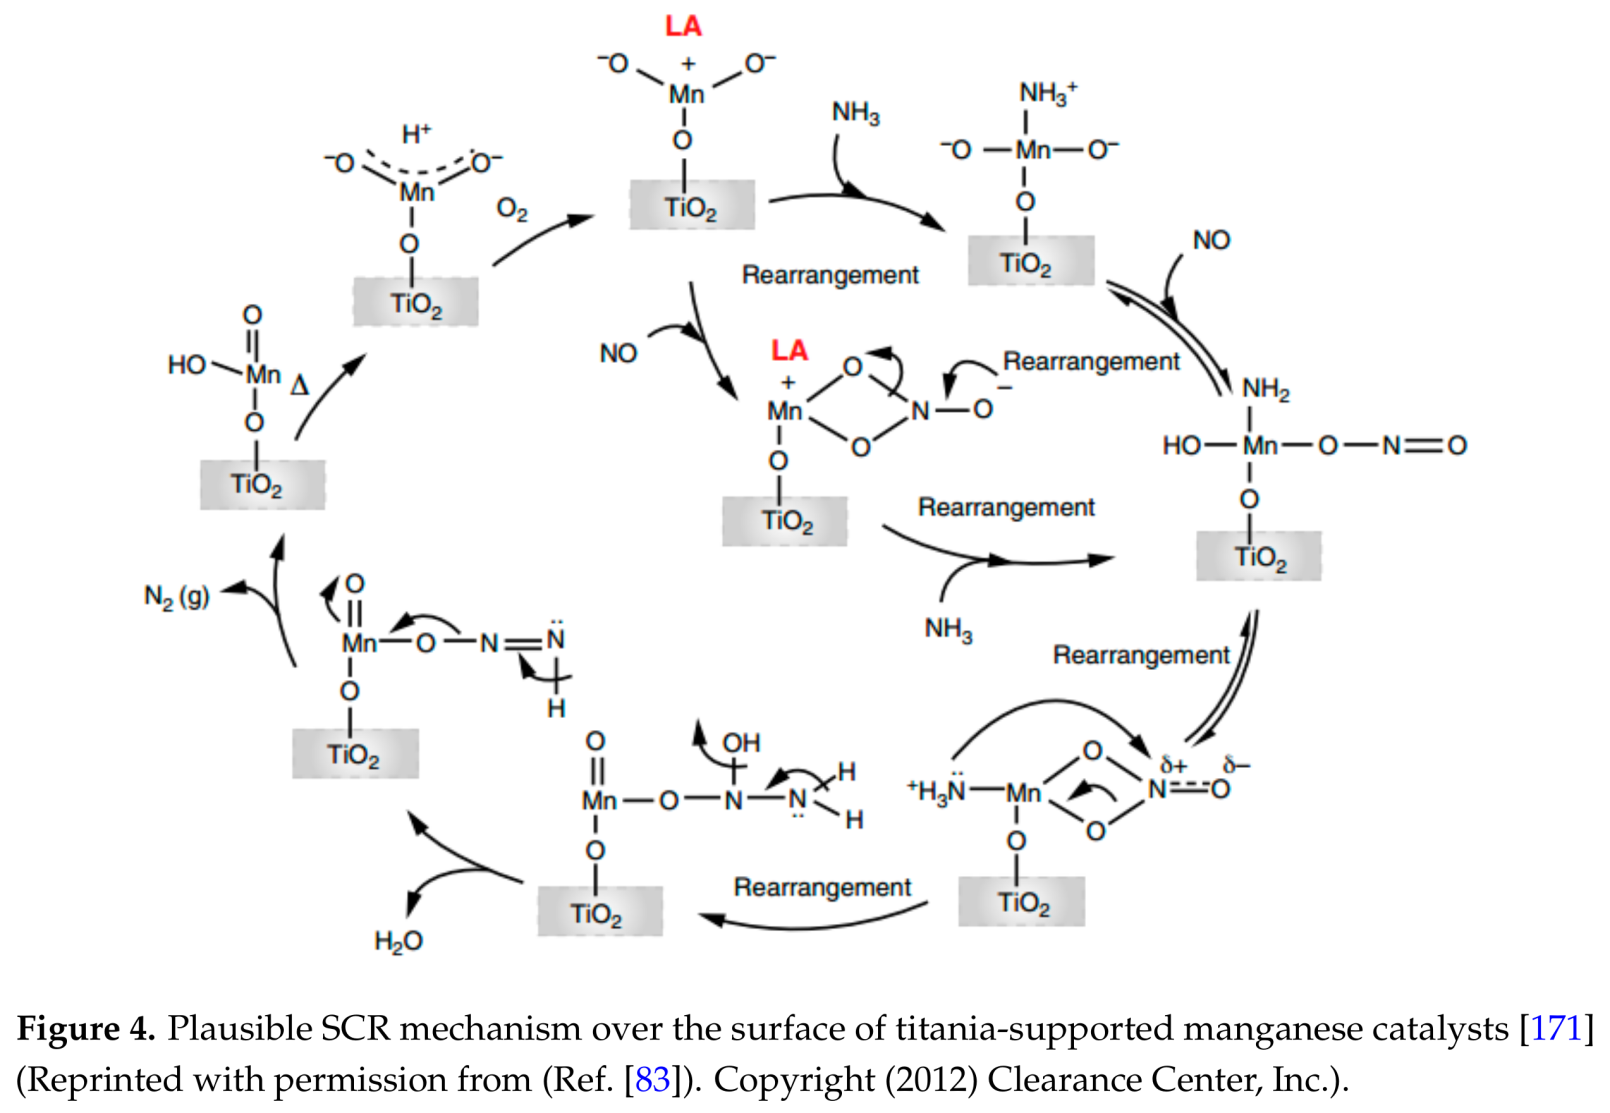 LA
⁻O + O⁻
Mn
O
TiO₂
NH₃
NH₃⁺
⁻O—Mn—O⁻
O
TiO₂
H⁺
⁻O O⁻
Mn
O
TiO₂
O₂
Rearrangement
NO
NO
LA
+
Mn O O N—O⁻
O
TiO₂
Rearrangement
NH₂
HO—Mn—O—N=O
O
TiO₂
O
HO Mn Δ
O
TiO₂
Rearrangement
NH₃
N₂ (g)
O
Mn—O—N=N̈
H
O
TiO₂
Rearrangement
⁺H₃N̈—Mn O O N O
δ+ δ−
O
TiO₂
O OH
Mn—O—N—N̈ H
H
O
TiO₂
Rearrangement
H₂O
Figure 4. Plausible SCR mechanism over the surface of titania-supported manganese catalysts [171]
(Reprinted with permission from (Ref. [83]). Copyright (2012) Clearance Center, Inc.).